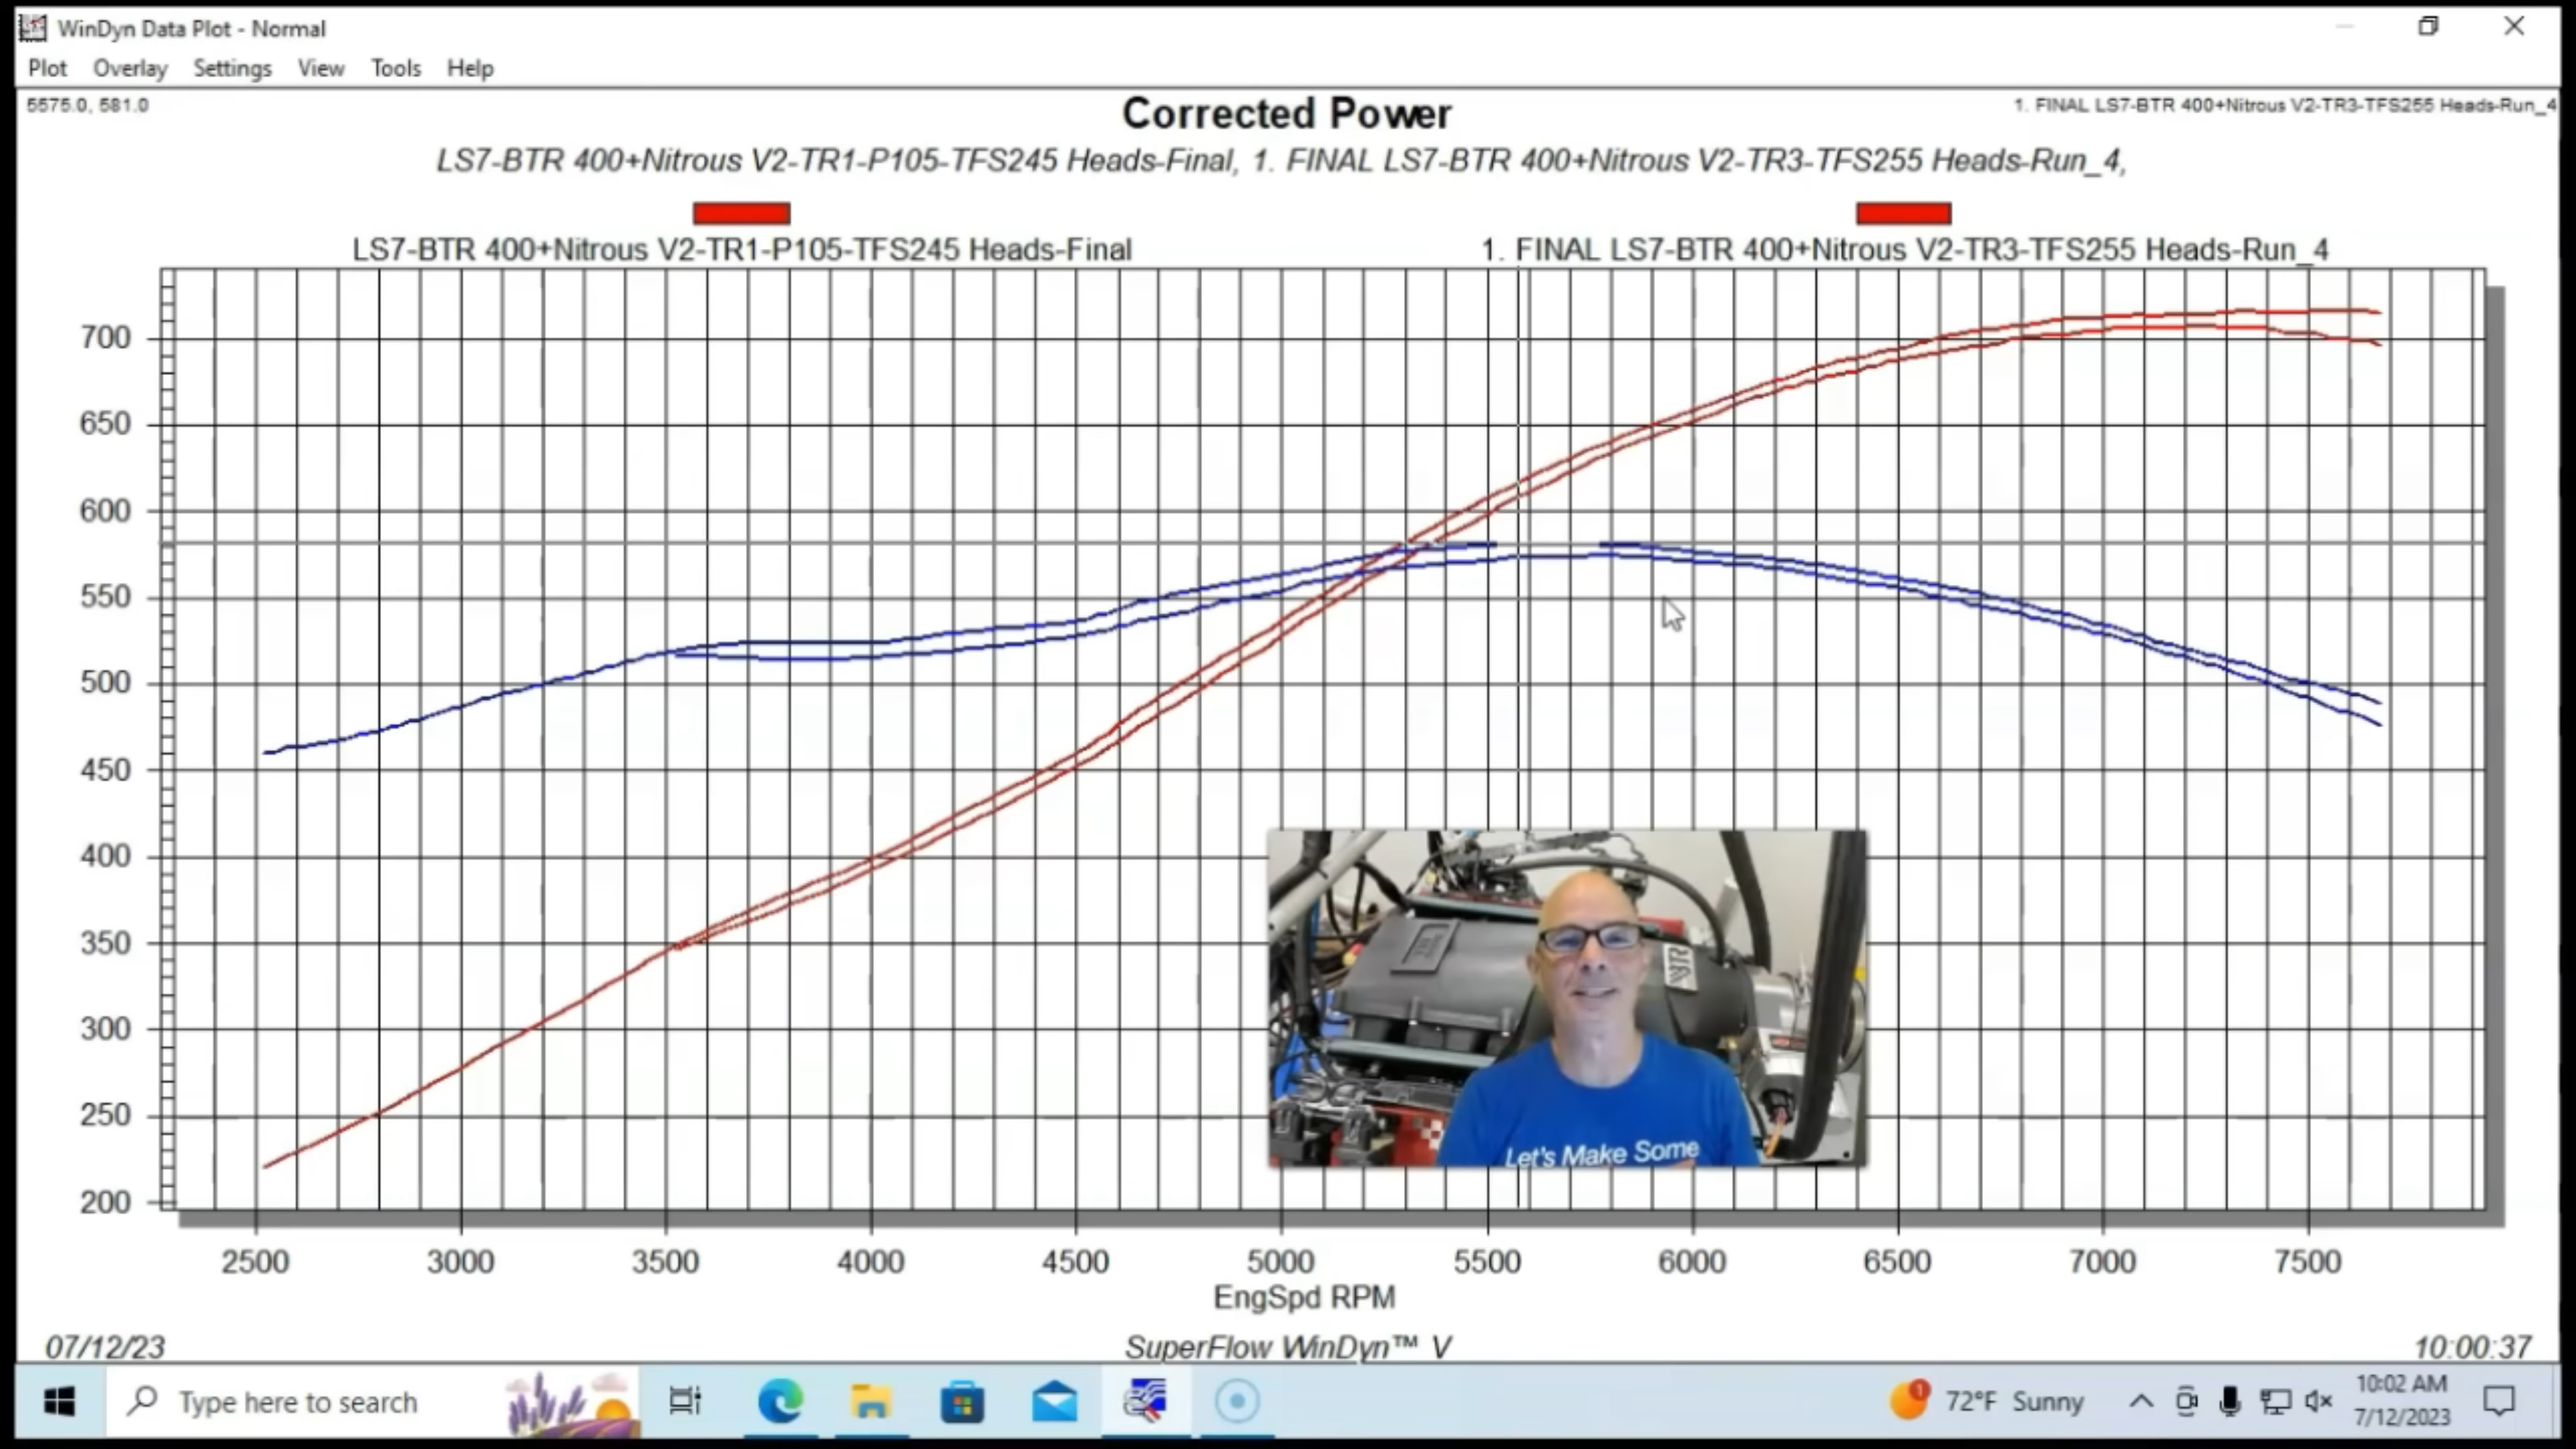 WinDyn Data Plot - Normal
Plot Overlay Settings View Tools Help
5575.0, 581.0
Corrected Power
1. FINAL LS7-BTR 400+Nitrous V2-TR3-TFS255 Heads-Run_4
LS7-BTR 400+Nitrous V2-TR1-P105-TFS245 Heads-Final, 1. FINAL LS7-BTR 400+Nitrous V2-TR3-TFS255 Heads-Run_4,
LS7-BTR 400+Nitrous V2-TR1-P105-TFS245 Heads-Final
1. FINAL LS7-BTR 400+Nitrous V2-TR3-TFS255 Heads-Run_4
700
650
600
550
500
450
400
350
300
250
200
BTR
Let's Make Some
2500 3000 3500 4000 4500 5000 5500 6000 6500 7000 7500
EngSpd RPM
07/12/23
SuperFlow WinDyn™ V
10:00:37
Type here to search
1
72°F Sunny
10:02 AM
7/12/2023